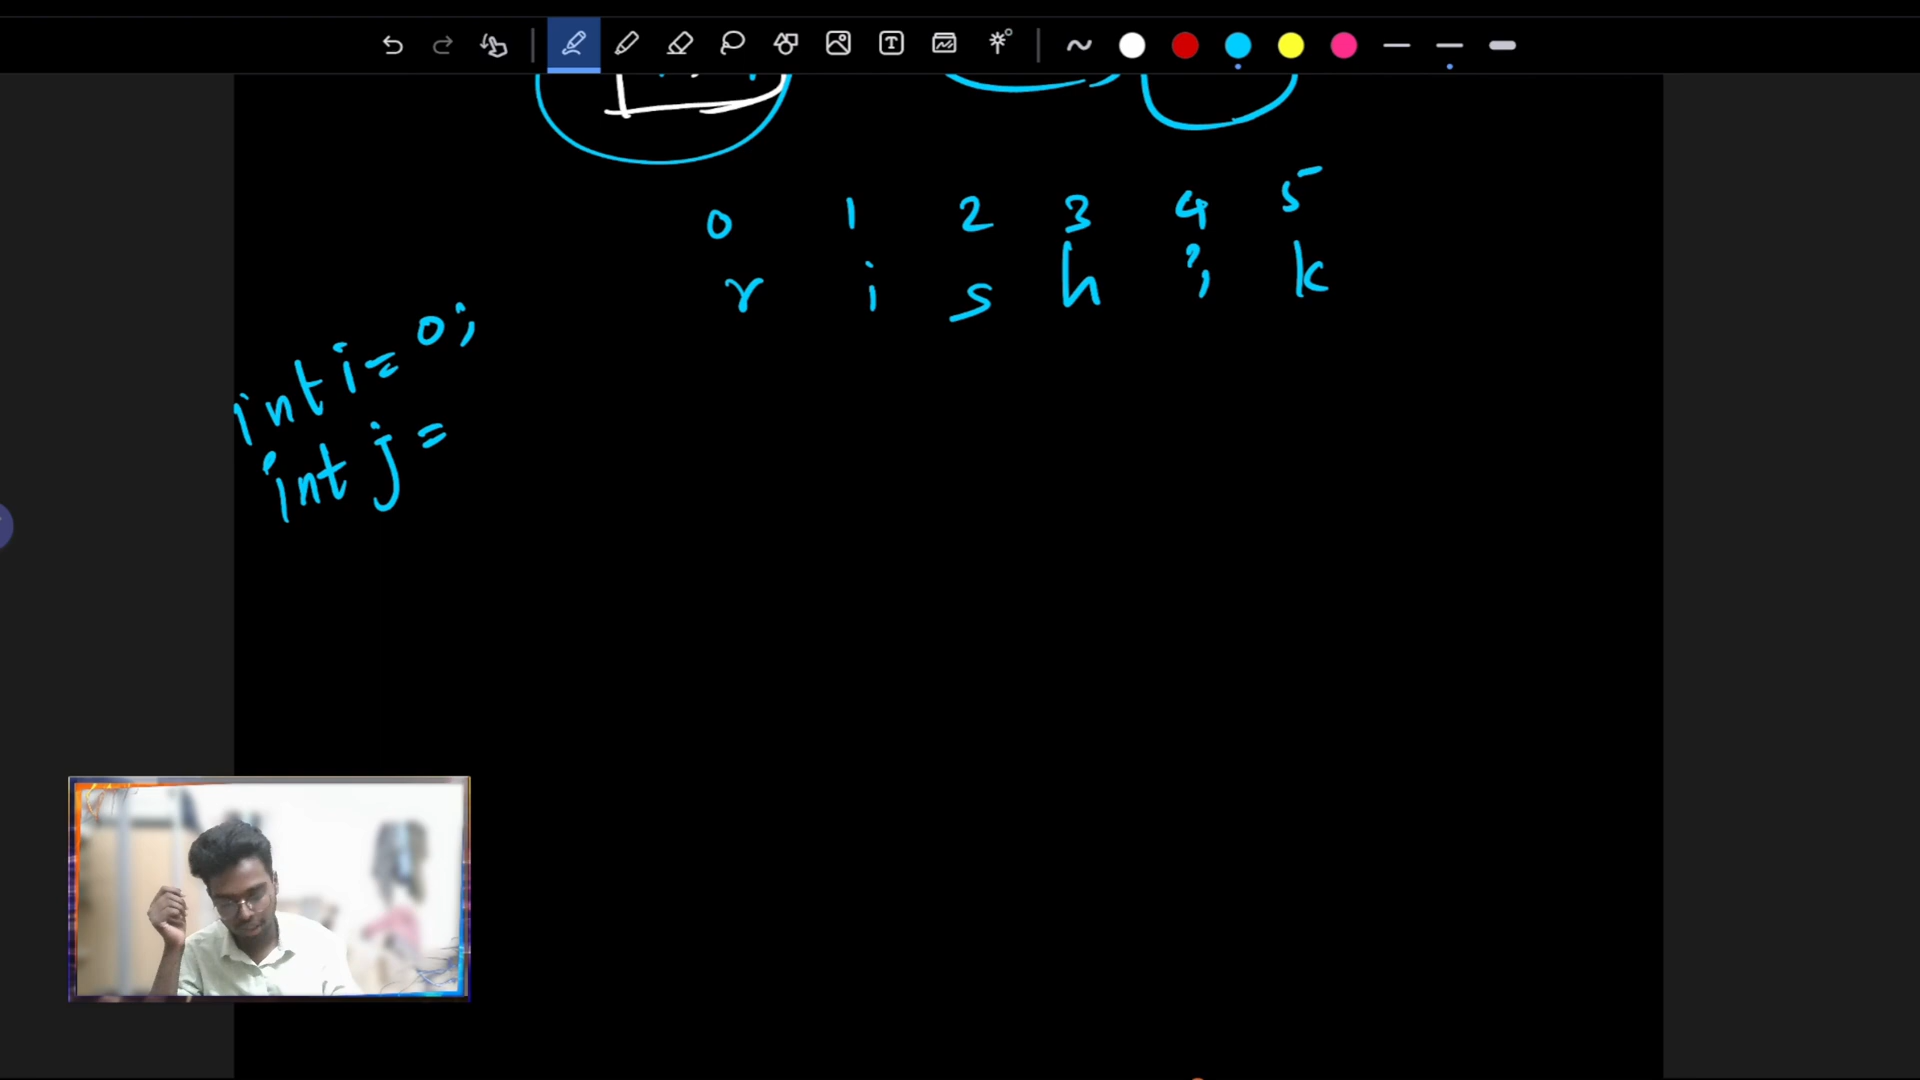 0 1 2 3 4 5
r i s h i k
int i = 0;
int j =